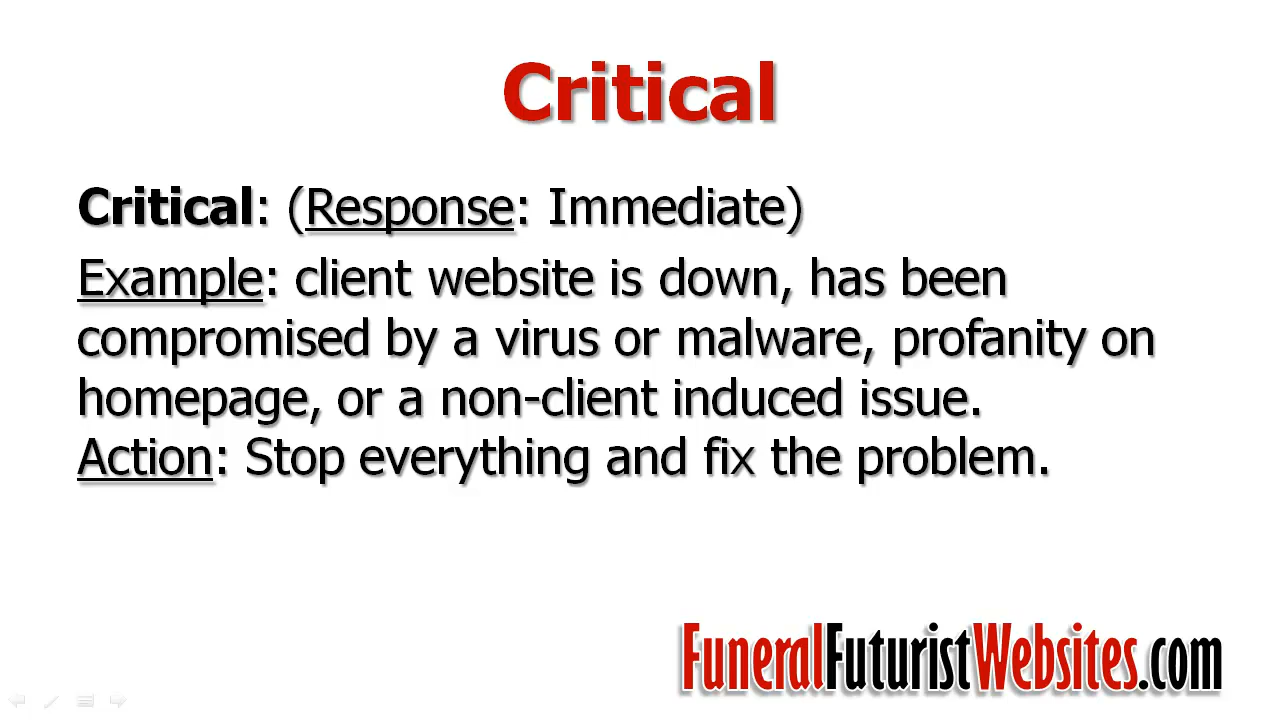 Critical
Critical: (Response: Immediate)
Example: client website is down, has been
compromised by a virus or malware, profanity on
homepage, or a non-client induced issue.
Action: Stop everything and fix the problem.
FuneralFuturistWebsites.com